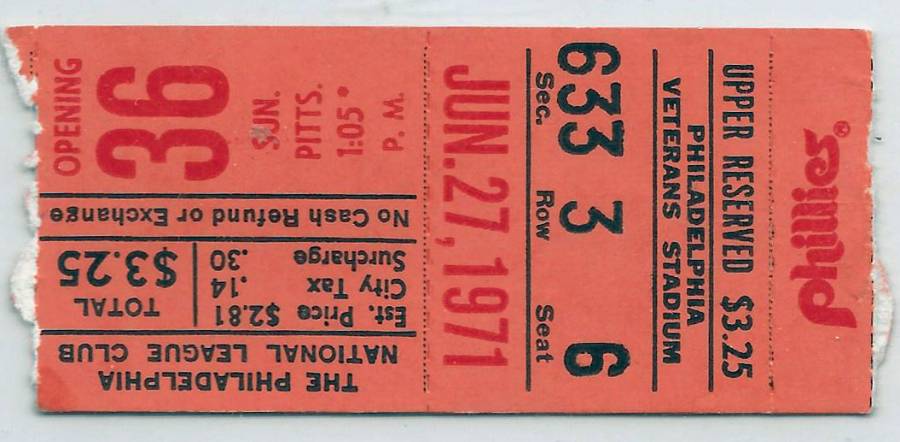 OPENING
36
SUN.
PITTS.
1:05
P. M.
THE PHILADELPHIA
NATIONAL LEAGUE CLUB
Est. Price $2.81
City Tax .14
Surcharge .30
TOTAL
$3.25
No Cash Refund or Exchange
JUN. 27, 1971
Sec. Row Seat
633 3 6
PHILADELPHIA
VETERANS STADIUM
UPPER RESERVED $3.25
Phillies®